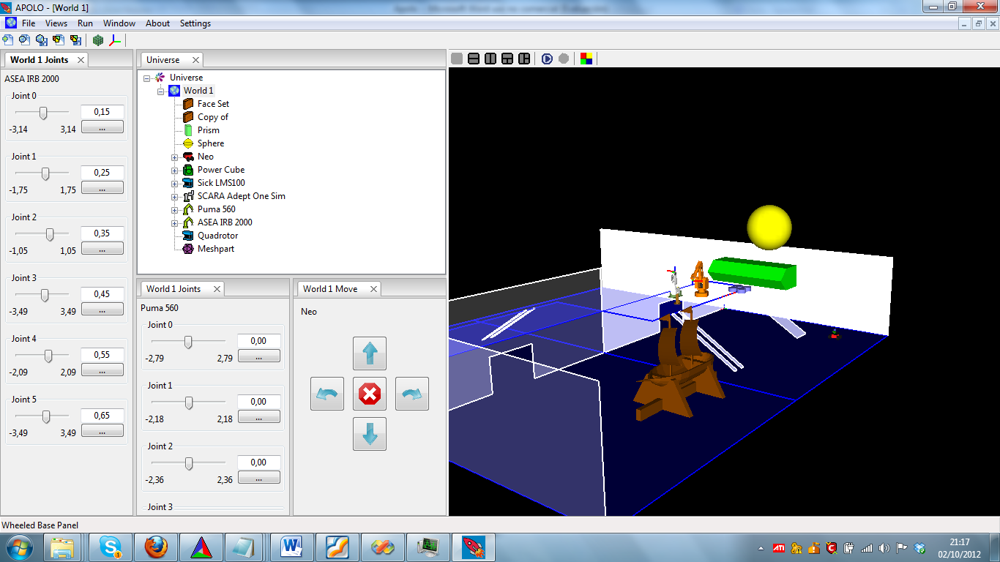 APOLO - [World 1]
File Views Run Window About Settings
World 1 Joints
ASEA IRB 2000
Joint 0
0,15
-3,14 3,14 ...
Joint 1
0,25
-1,75 1,75 ...
Joint 2
0,35
-1,05 1,05 ...
Joint 3
0,45
-3,49 3,49 ...
Joint 4
0,55
-2,09 2,09 ...
Joint 5
0,65
-3,49 3,49 ...
Universe
Universe
World 1
Face Set
Copy of
Prism
Sphere
Neo
Power Cube
Sick LMS100
SCARA Adept One Sim
Puma 560
ASEA IRB 2000
Quadrotor
Meshpart
World 1 Joints
Puma 560
Joint 0
0,00
-2,79 2,79 ...
Joint 1
0,00
-2,18 2,18 ...
Joint 2
0,00
-2,36 2,36 ...
Joint 3
World 1 Move
Neo
Wheeled Base Panel
ATI
21:17
02/10/2012